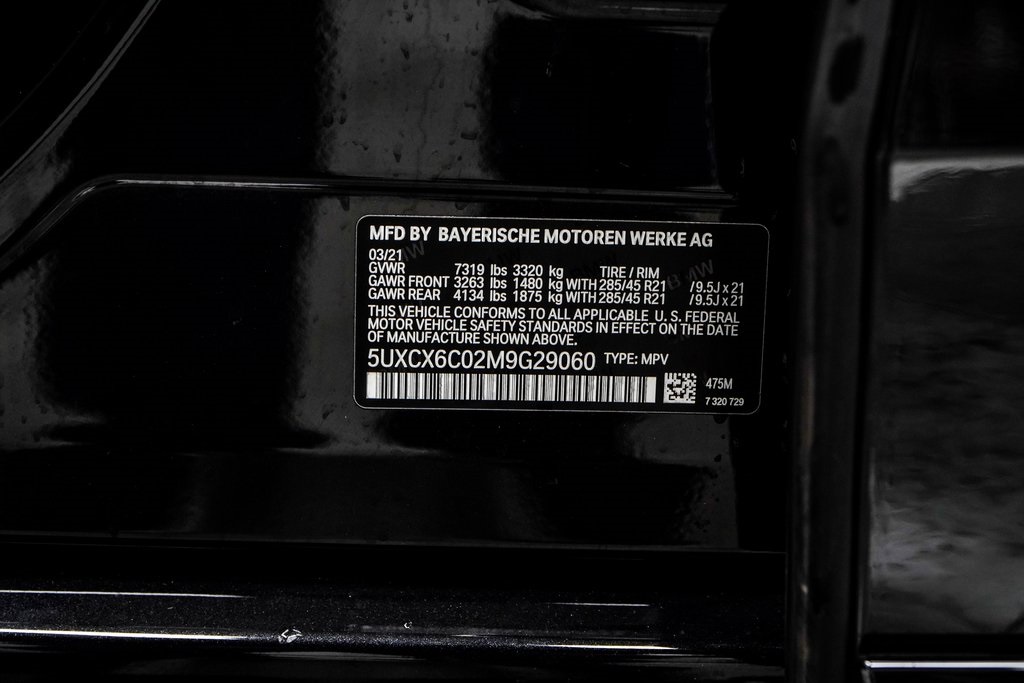 MFD BY BAYERISCHE MOTOREN WERKE AG
03/21
GVWR 7319 lbs 3320 kg TIRE / RIM
GAWR FRONT 3263 lbs 1480 kg WITH 285/45 R21 /9.5J x 21
GAWR REAR 4134 lbs 1875 kg WITH 285/45 R21 /9.5J x 21
THIS VEHICLE CONFORMS TO ALL APPLICABLE U. S. FEDERAL
MOTOR VEHICLE SAFETY STANDARDS IN EFFECT ON THE DATE
OF MANUFACTURE SHOWN ABOVE.
5UXCX6C02M9G29060 TYPE: MPV
475M
7 320 729